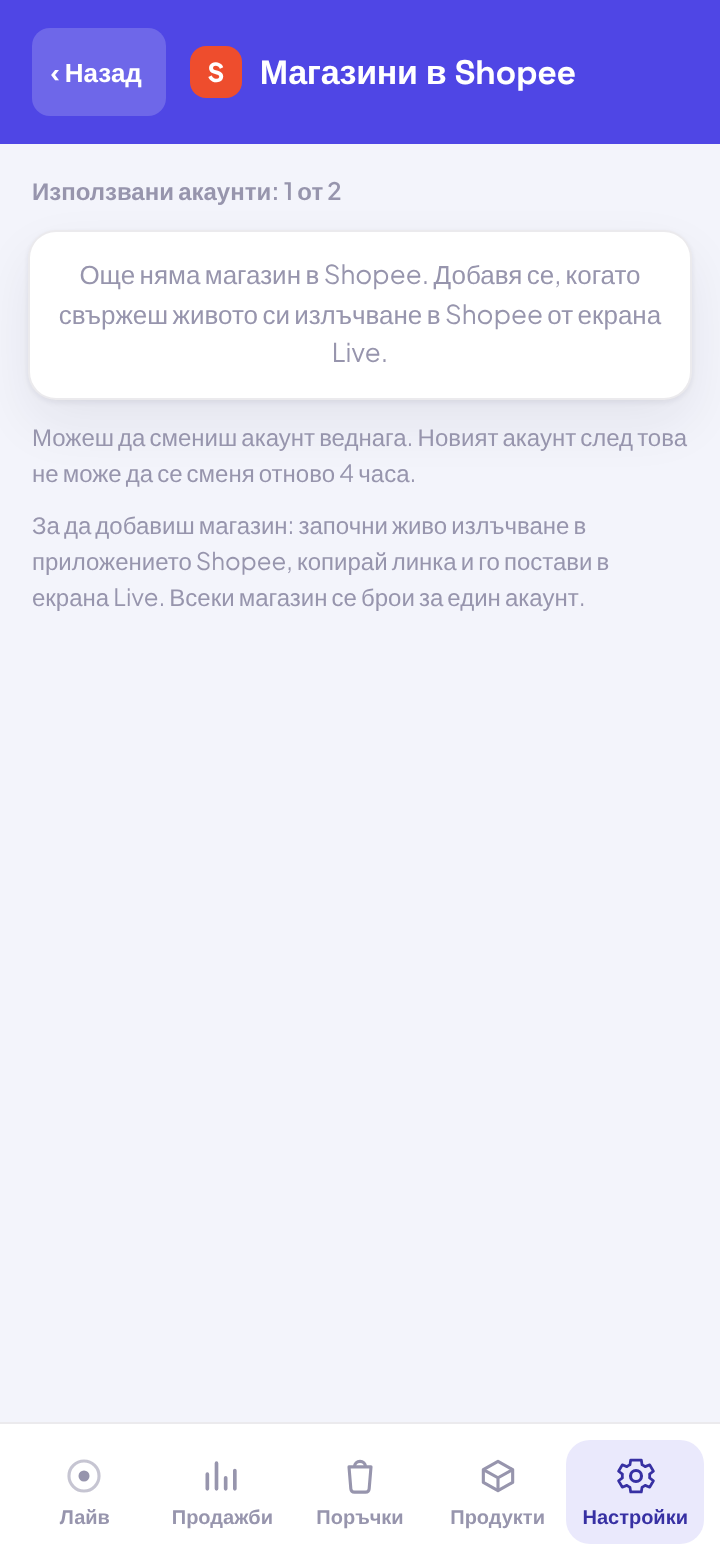 ‹ Назад
S
Магазини в Shopee
Използвани акаунти: 1 от 2
Още няма магазин в Shopee. Добавя се, когато
свържеш живото си излъчване в Shopee от екрана
Live.
Можеш да смениш акаунт веднага. Новият акаунт след това
не може да се сменя отново 4 часа.
За да добавиш магазин: започни живо излъчване в
приложението Shopee, копирай линка и го постави в
екрана Live. Всеки магазин се брои за един акаунт.
Лайв
Продажби
Поръчки
Продукти
Настройки